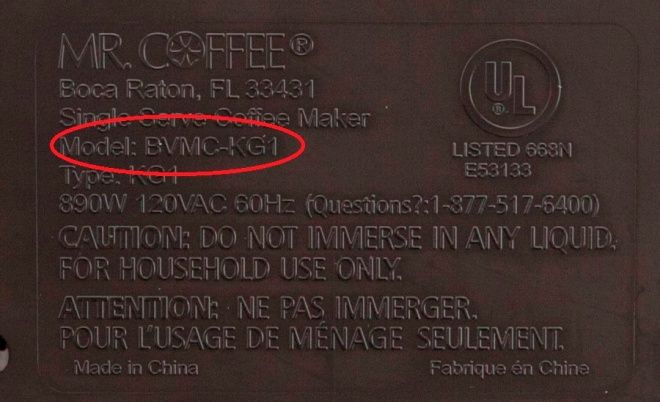 MR. COFFEE®
Boca Raton, FL 33431
Single Serve Coffee Maker
Model: BVMC-KG1
Type: KG1
890W 120VAC 60Hz (Questions?:1-877-517-6400)
CAUTION: DO NOT IMMERSE IN ANY LIQUID.
FOR HOUSEHOLD USE ONLY.
ATTENTION: NE PAS IMMERGER.
POUR L'USAGE DE MÉNAGE SEULEMENT.
Made in China
Fabrique én Chine
UL®
LISTED 668N
E53133